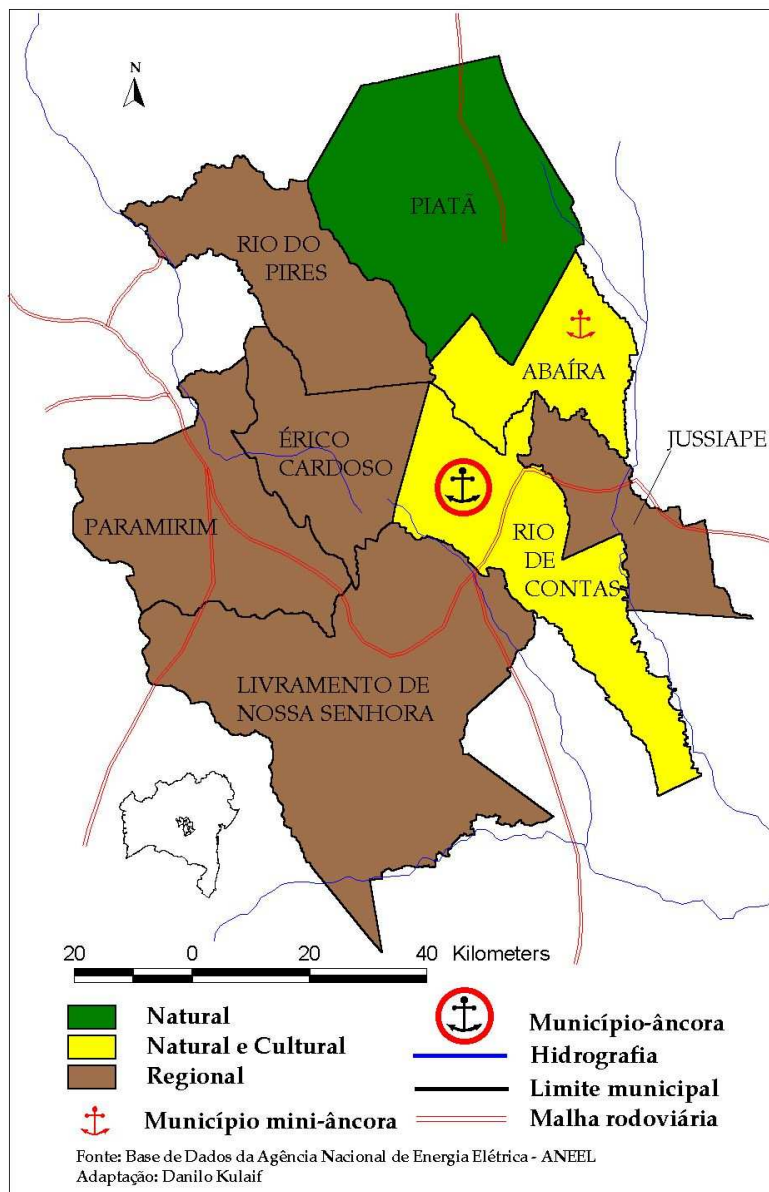 N
PIATÃ
RIO DO
PIRES
ABAÍRA
JUSSIAPE
ÉRICO
CARDOSO
PARAMIRIM
RIO
DE
CONTAS
LIVRAMENTO DE
NOSSA SENHORA
20 0 20 40 Kilometers
Natural
Natural e Cultural
Regional
Município mini-âncora
Município-âncora
Hidrografia
Limite municipal
Malha rodoviária
Fonte: Base de Dados da Agência Nacional de Energia Elétrica - ANEEL
Adaptação: Danilo Kulaif